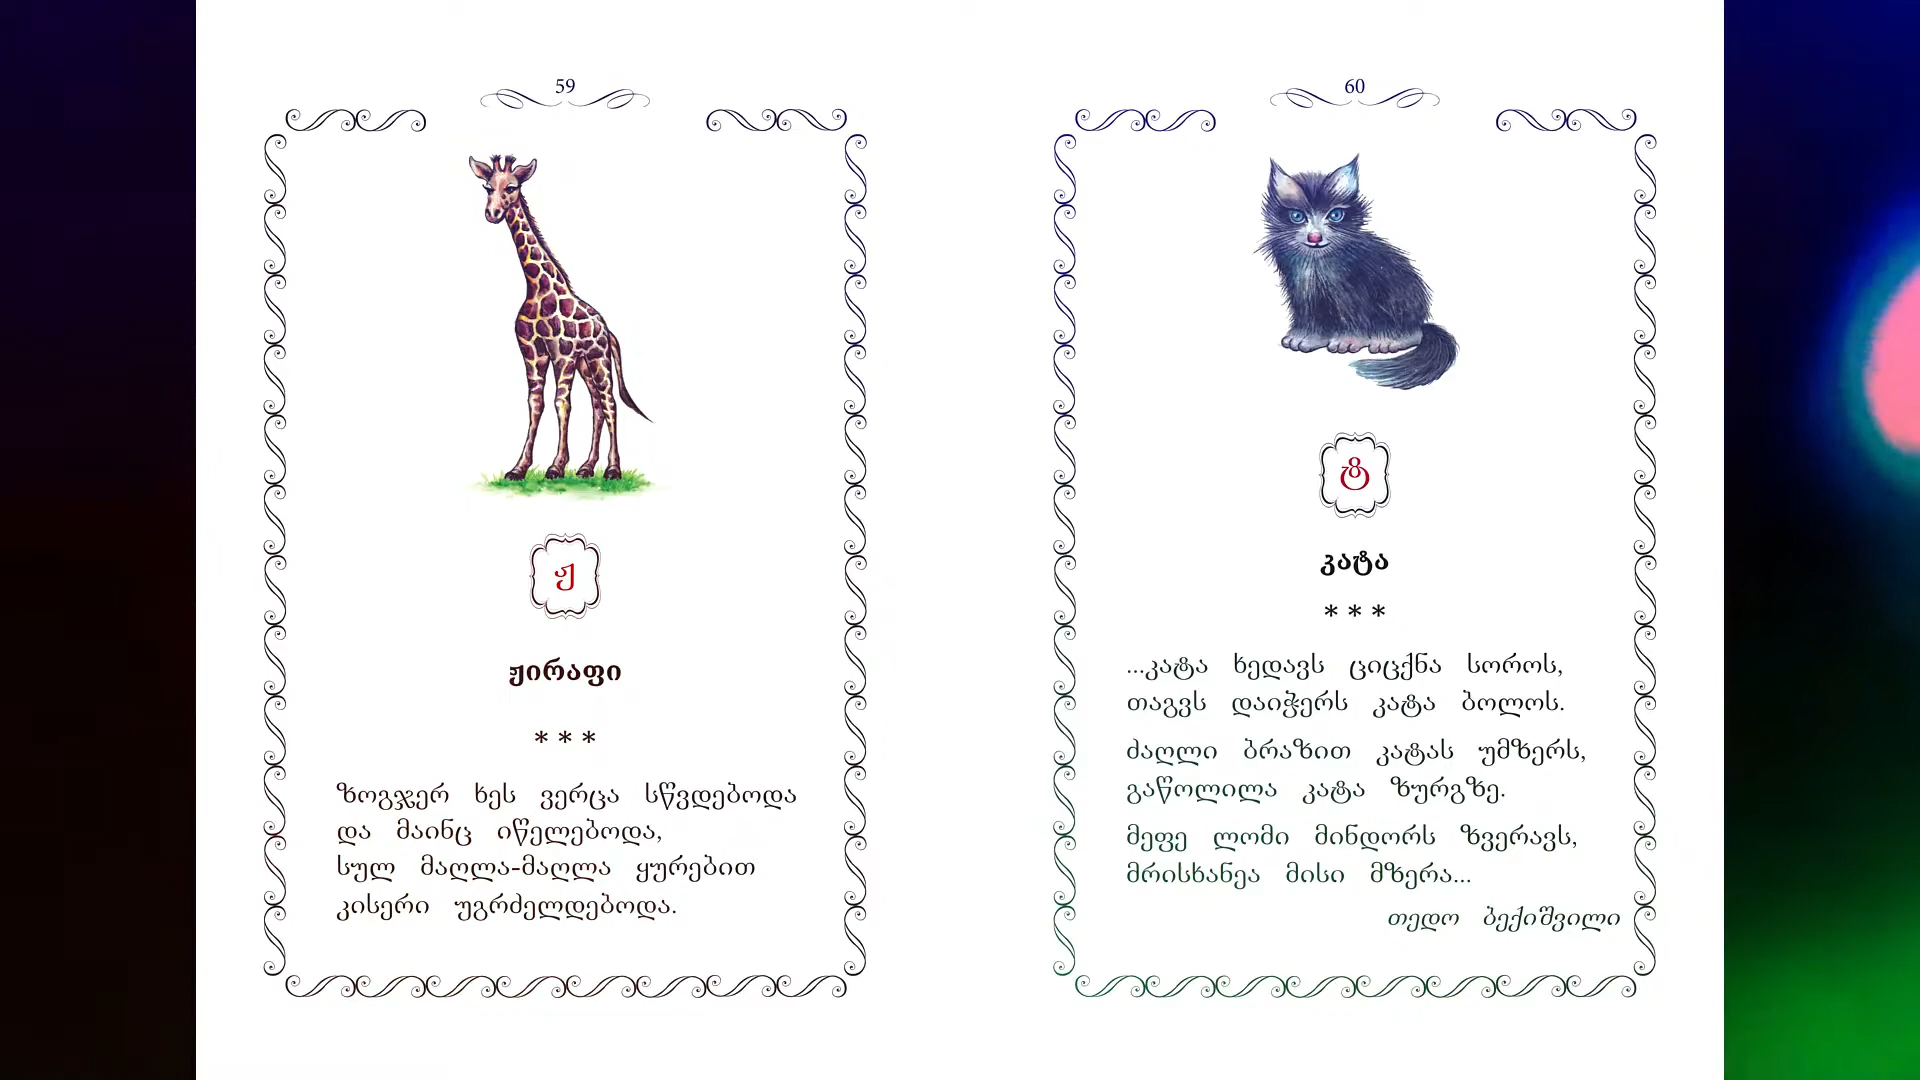 59
ჟ
ჟირაფი
* * *
ზოგჯერ ხეს ვერცა სწვდებოდა
და მაინც იწელებოდა,
სულ მაღლა-მაღლა ყურებით
კისერი უგრძელდებოდა.
60
ტ
კატა
* * *
...კატა ხედავს ციცქნა სოროს,
თაგვს დაიჭერს კატა ბოლოს.
ძაღლი ბრაზით კატას უმზერს,
გაწოლილა კატა ზურგზე.
მეფე ლომი მინდორს ზვერავს,
მრისხანეა მისი მზერა...
თედო ბექიშვილი